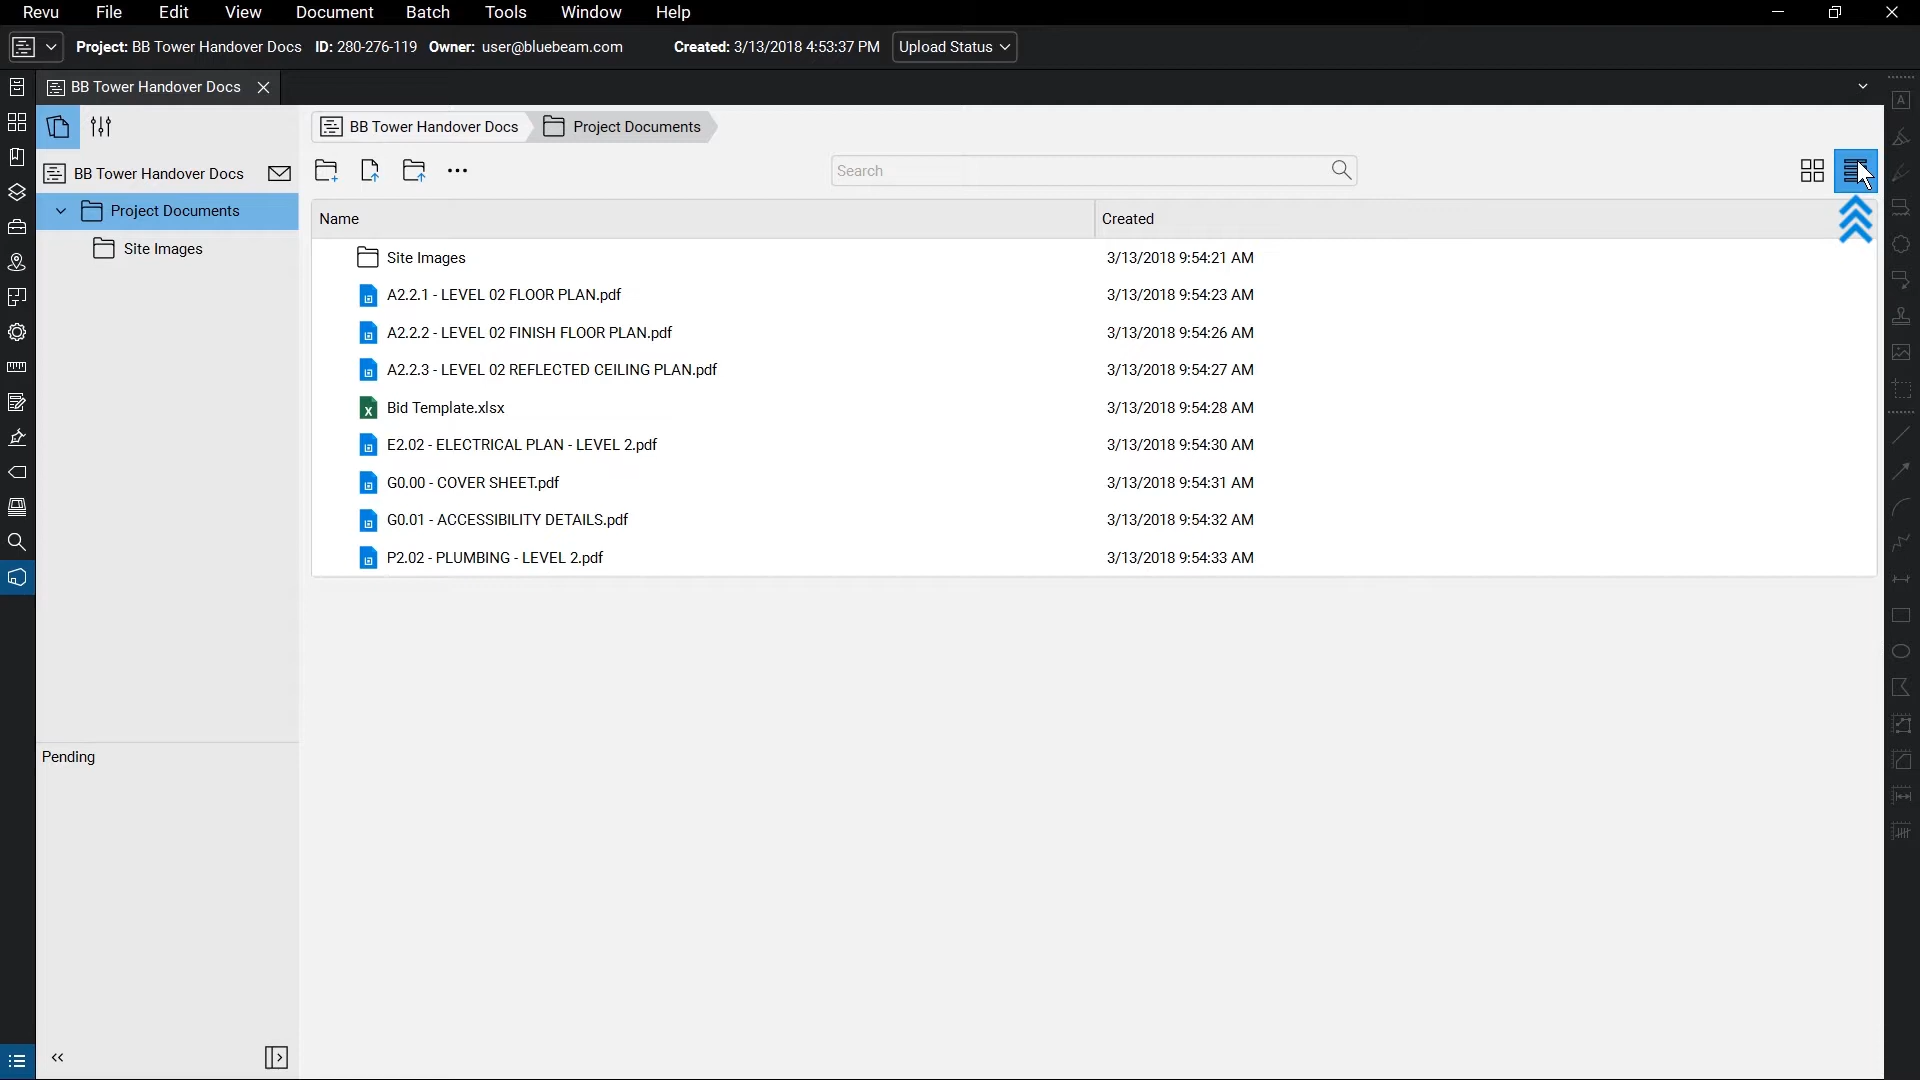 Revu File Edit View Document Batch Tools Window Help
Project: BB Tower Handover Docs ID: 280-276-119 Owner: user@bluebeam.com Created: 3/13/2018 4:53:37 PM Upload Status
BB Tower Handover Docs
BB Tower Handover Docs Project Documents
BB Tower Handover Docs
Search
Project Documents
Site Images
Name Created
Site Images 3/13/2018 9:54:21 AM
A2.2.1 - LEVEL 02 FLOOR PLAN.pdf 3/13/2018 9:54:23 AM
A2.2.2 - LEVEL 02 FINISH FLOOR PLAN.pdf 3/13/2018 9:54:26 AM
A2.2.3 - LEVEL 02 REFLECTED CEILING PLAN.pdf 3/13/2018 9:54:27 AM
Bid Template.xlsx 3/13/2018 9:54:28 AM
E2.02 - ELECTRICAL PLAN - LEVEL 2.pdf 3/13/2018 9:54:30 AM
G0.00 - COVER SHEET.pdf 3/13/2018 9:54:31 AM
G0.01 - ACCESSIBILITY DETAILS.pdf 3/13/2018 9:54:32 AM
P2.02 - PLUMBING - LEVEL 2.pdf 3/13/2018 9:54:33 AM
Pending